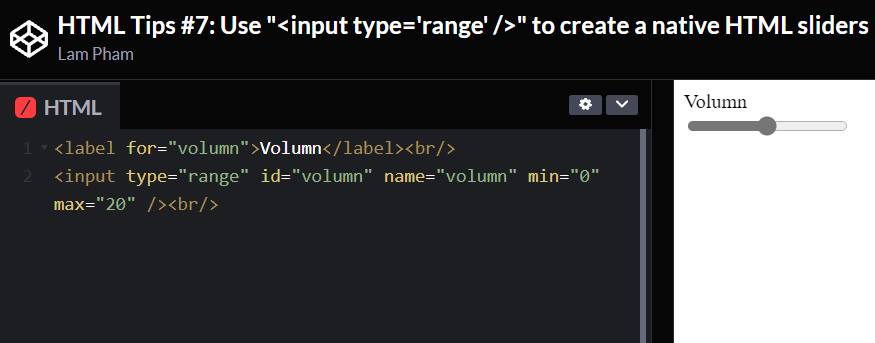 HTML Tips #7: Use "<input type='range' />" to create a native HTML sliders
Lam Pham
/ HTML
Volumn
1 <label for="volumn">Volumn</label><br/>
2 <input type="range" id="volumn" name="volumn" min="0"
max="20" /><br/>